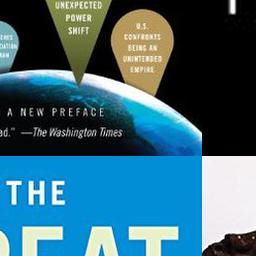 UNEXPECTED
POWER
SHIFT
U.S.
CONFRONTS
BEING AN
UNINTENDED
EMPIRE
A NEW PREFACE
—The Washington Times
THE